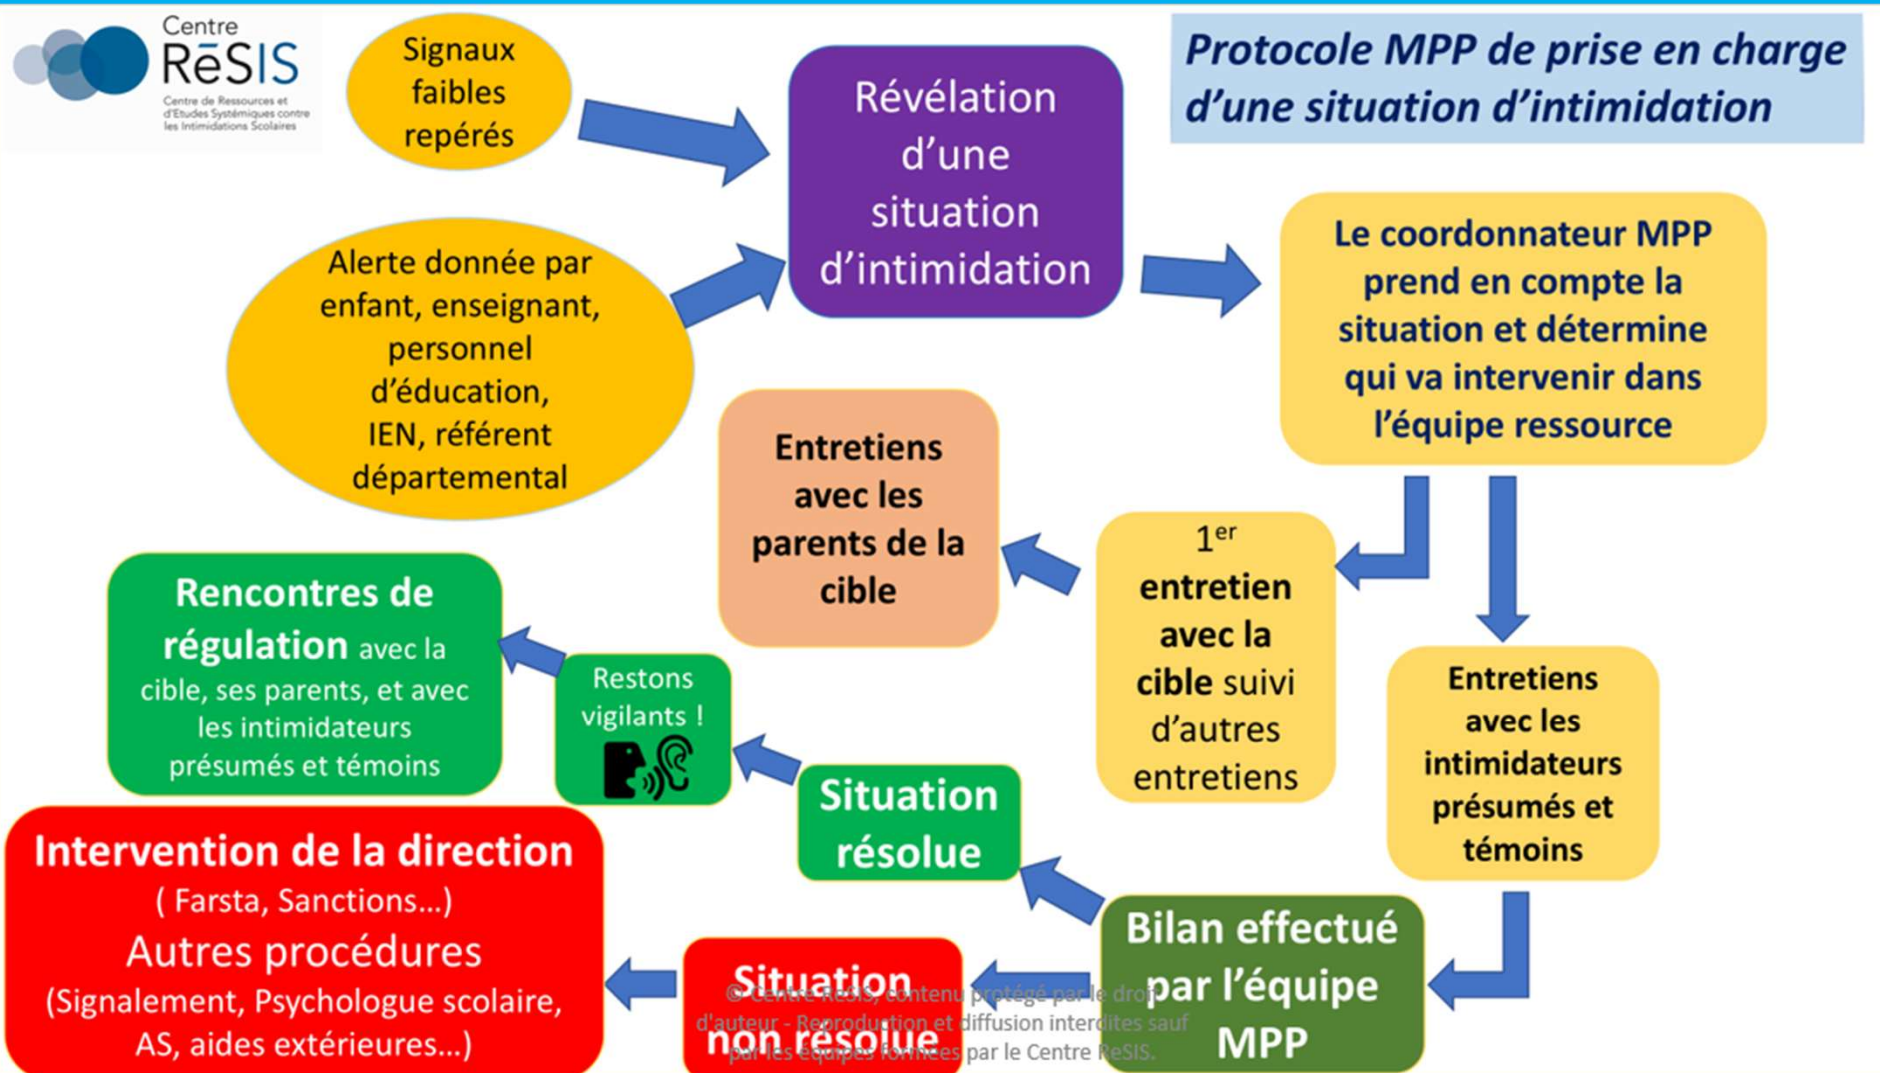 Centre
RēSIS
Centre de Ressources et
d'Etudes Systémiques contre
les Intimidations Scolaires
Signaux
faibles
repérés
Révélation
d'une
situation
d'intimidation
Protocole MPP de prise en charge
d'une situation d'intimidation
Alerte donnée par
enfant, enseignant,
personnel
d'éducation,
IEN, référent
départemental
Le coordonnateur MPP
prend en compte la
situation et détermine
qui va intervenir dans
l'équipe ressource
Entretiens
avec les
parents de la
cible
1er
entretien
avec la
cible suivi
d'autres
entretiens
Entretiens
avec les
intimidateurs
présumés et
témoins
Rencontres de
régulation avec la
cible, ses parents, et avec
les intimidateurs
présumés et témoins
Restons
vigilants !
Situation
résolue
Bilan effectué
par l'équipe
MPP
Situation
non résolue
Intervention de la direction
( Farsta, Sanctions...)
Autres procédures
(Signalement, Psychologue scolaire,
AS, aides extérieures...)
© Centre ReSIS, contenu protégé par le droit
d'auteur - Reproduction et diffusion interdites sauf
par les équipes formées par le Centre ReSIS.